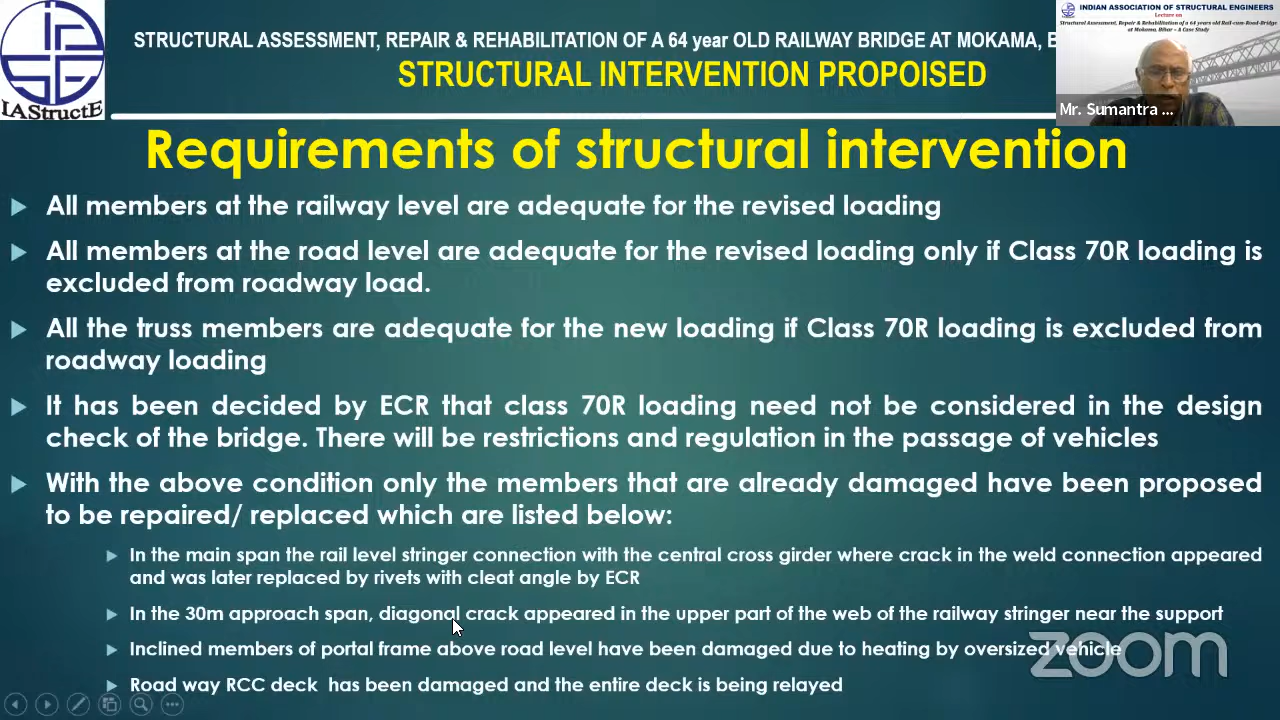 INDIAN ASSOCIATION OF STRUCTURAL ENGINEERS
Lecture on
Structural Assessment, Repair & Rehabilitation of a 64 years old Rail-cum-Road-Bridge
at Mokama, Bihar – A Case Study
Mr. Sumantra ...
IAStructE
STRUCTURAL ASSESSMENT, REPAIR & REHABILITATION OF A 64 year OLD RAILWAY BRIDGE AT MOKAMA, B
STRUCTURAL INTERVENTION PROPOISED
Requirements of structural intervention
All members at the railway level are adequate for the revised loading
All members at the road level are adequate for the revised loading only if Class 70R loading is
excluded from roadway load.
All the truss members are adequate for the new loading if Class 70R loading is excluded from
roadway loading
It has been decided by ECR that class 70R loading need not be considered in the design
check of the bridge. There will be restrictions and regulation in the passage of vehicles
With the above condition only the members that are already damaged have been proposed
to be repaired/ replaced which are listed below:
In the main span the rail level stringer connection with the central cross girder where crack in the weld connection appeared
and was later replaced by rivets with cleat angle by ECR
In the 30m approach span, diagonal crack appeared in the upper part of the web of the railway stringer near the support
Inclined members of portal frame above road level have been damaged due to heating by oversized vehicle
Road way RCC deck has been damaged and the entire deck is being relayed
zoom